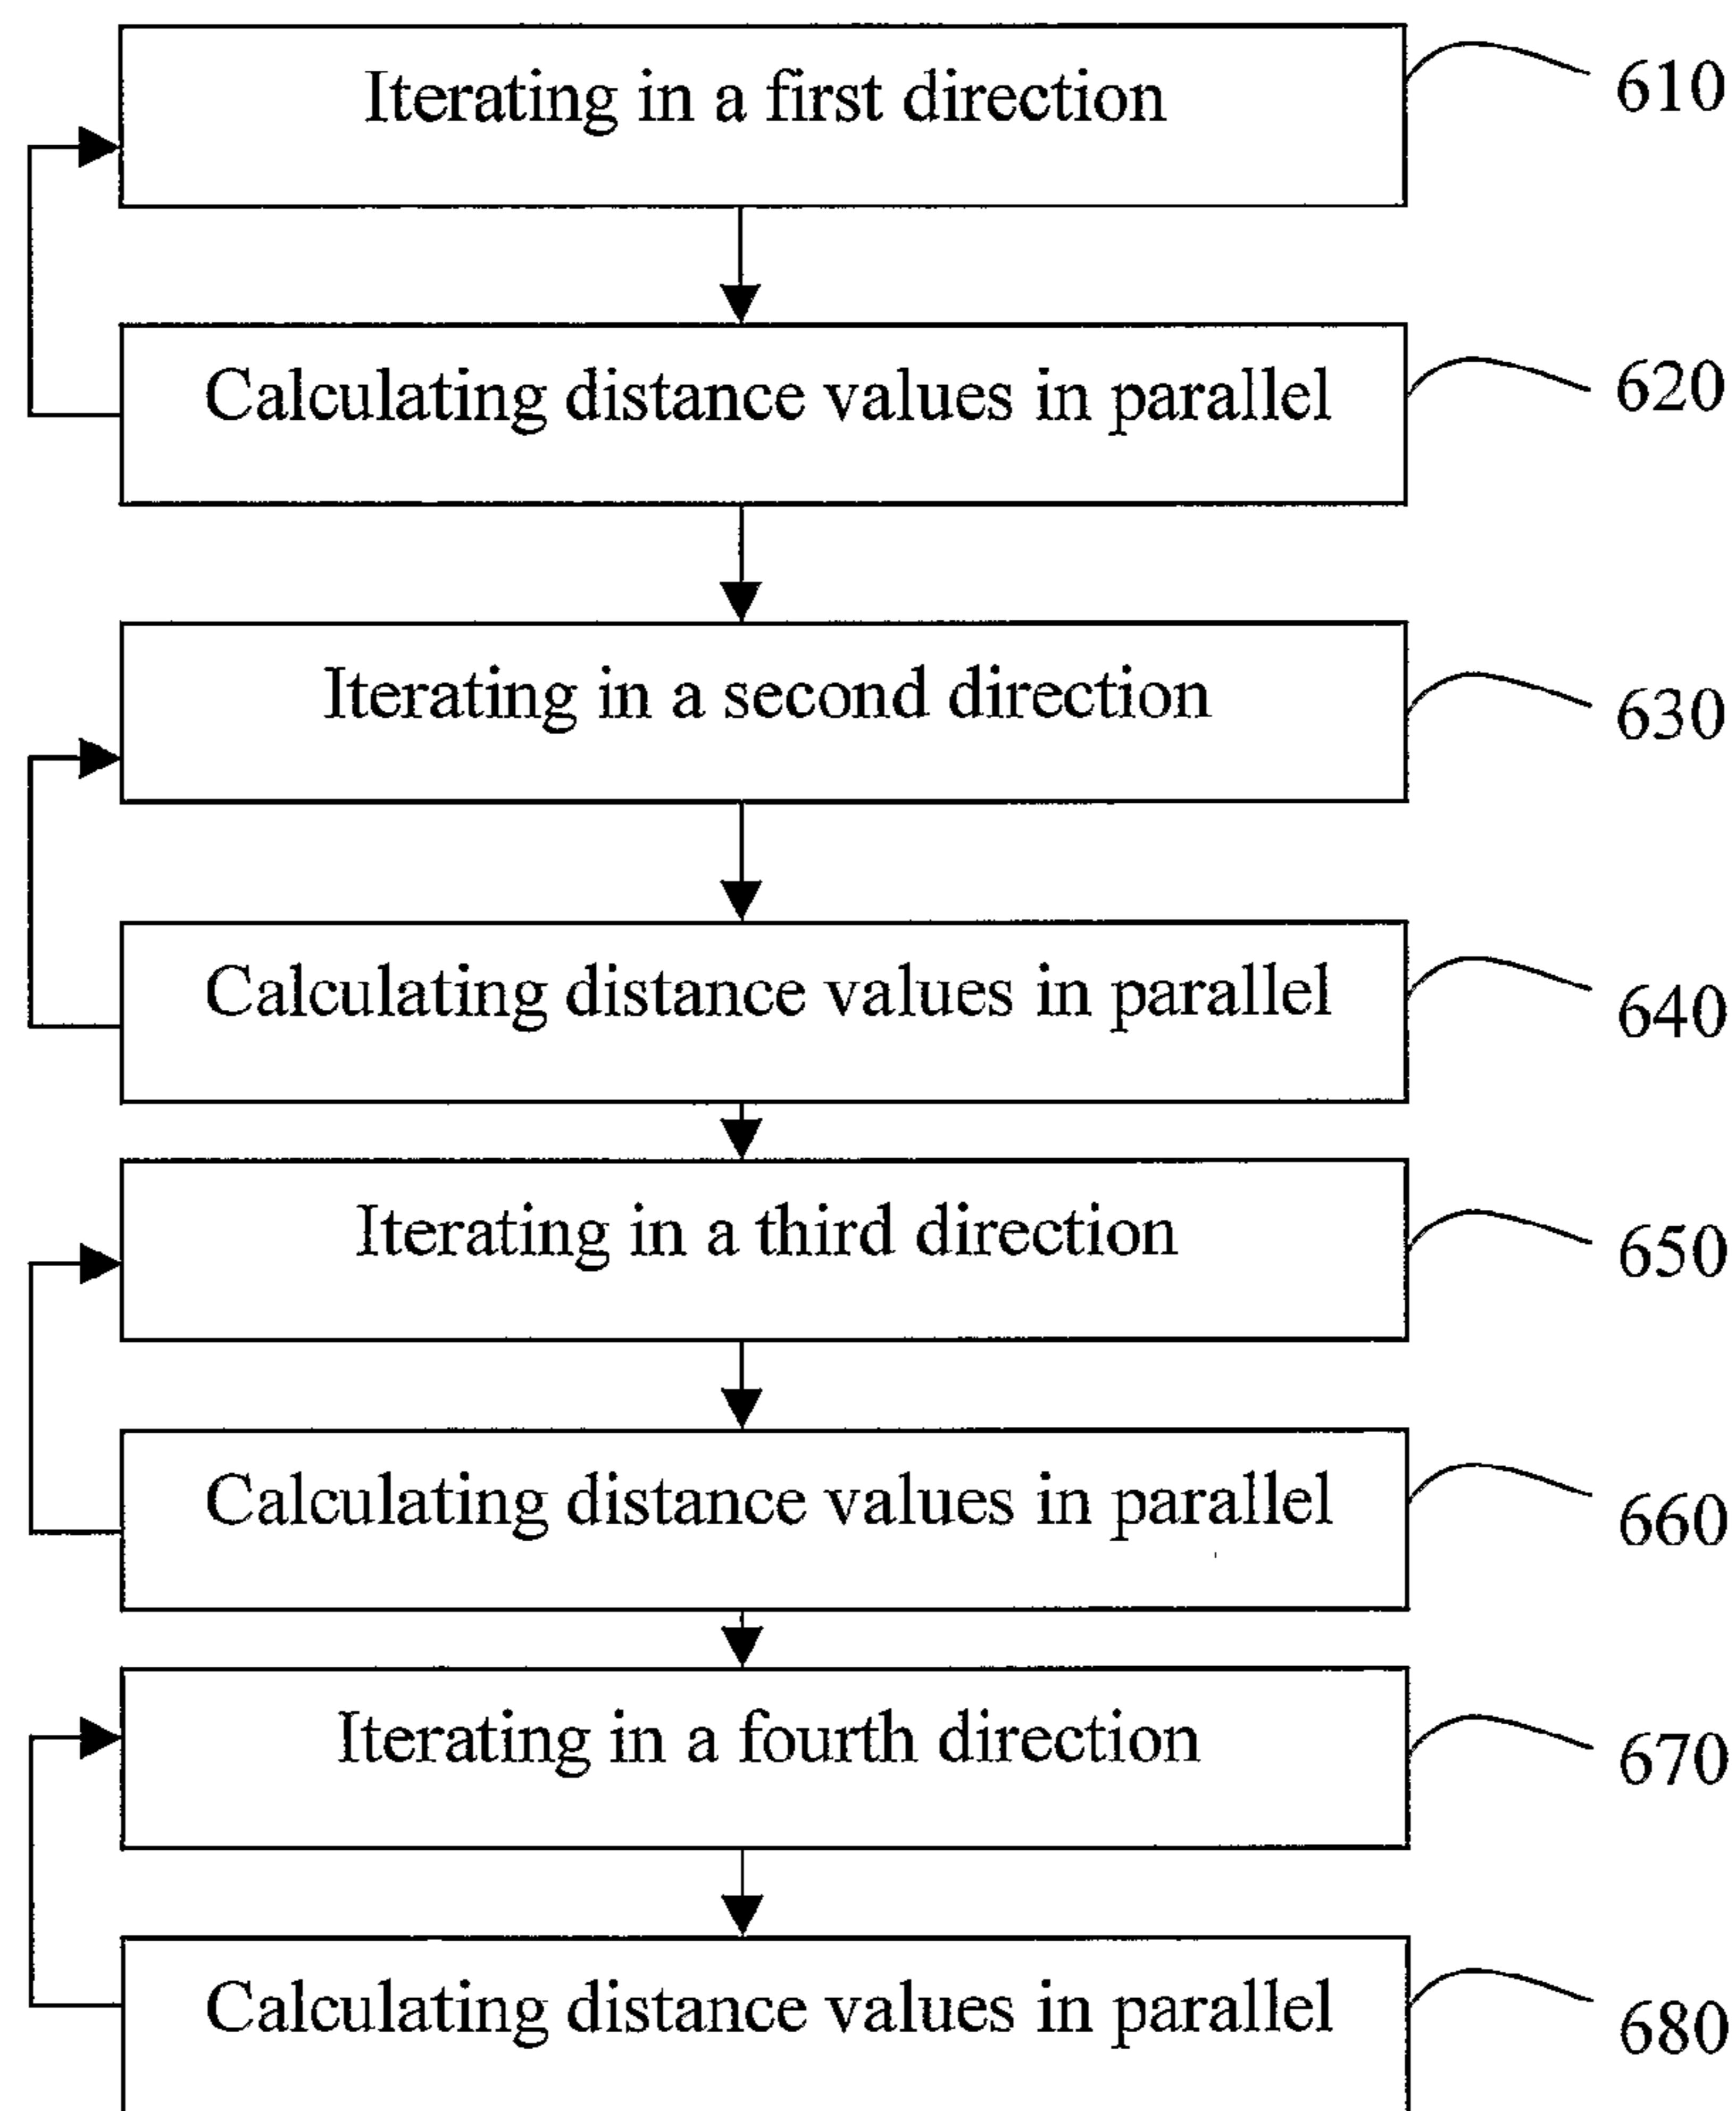 Iterating in a first direction 610
Calculating distance values in parallel 620
Iterating in a second direction 630
Calculating distance values in parallel 640
Iterating in a third direction 650
Calculating distance values in parallel 660
Iterating in a fourth direction 670
Calculating distance values in parallel 680